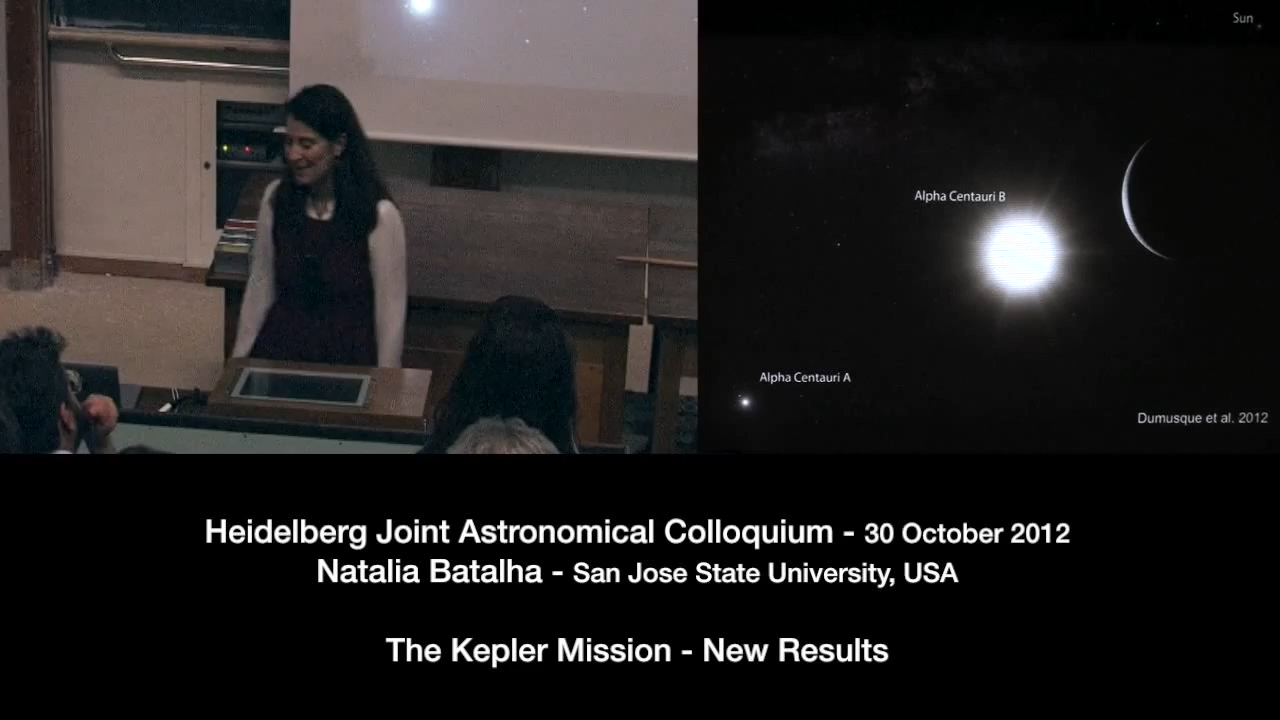 Sun
Alpha Centauri B
Alpha Centauri A
Dumusque et al. 2012
Heidelberg Joint Astronomical Colloquium - 30 October 2012
Natalia Batalha - San Jose State University, USA
The Kepler Mission - New Results